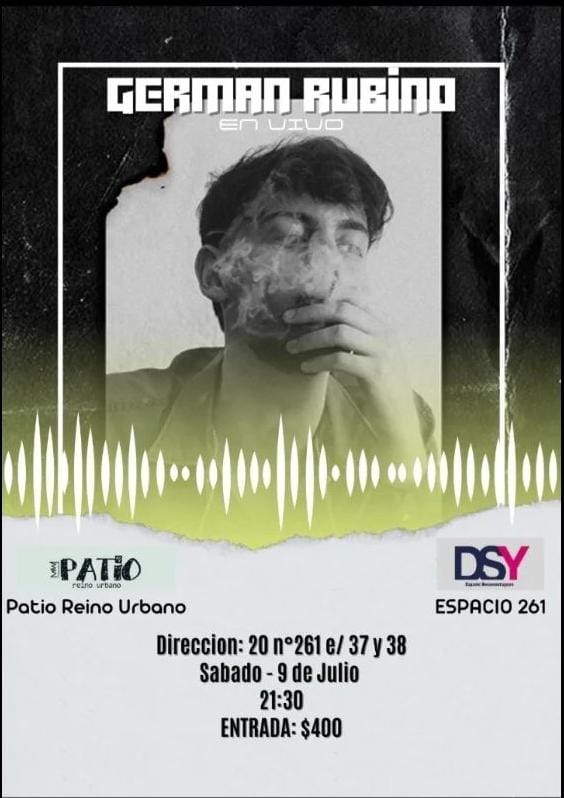 GERMAN RUBINO
EN VIVO
PATIO
reino urbano
Patio Reino Urbano
DSY
ESPACIO 261
Direccion: 20 n°261 e/ 37 y 38
Sabado - 9 de Julio
21:30
ENTRADA: $400